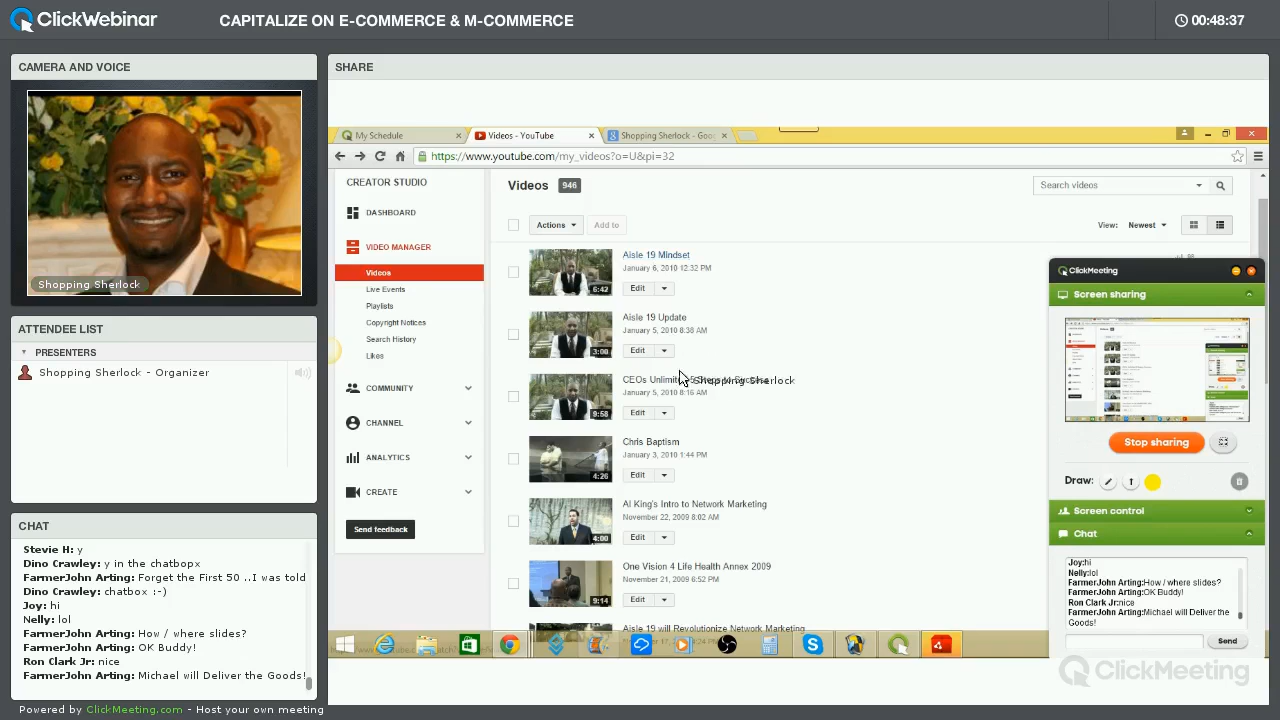 ClickWebinar
CAPITALIZE ON E-COMMERCE & M-COMMERCE
00:48:37
CAMERA AND VOICE
Shopping Sherlock
ATTENDEE LIST
PRESENTERS
Shopping Sherlock - Organizer
CHAT
Stevie H: y
Dino Crawley: y in the chatbopx
FarmerJohn Arting: Forget the First 50 ..I was told
Dino Crawley: chatbox :-)
Joy: hi
Nelly: lol
FarmerJohn Arting: How / where slides?
FarmerJohn Arting: OK Buddy!
Ron Clark Jr: nice
FarmerJohn Arting: Michael will Deliver the Goods!
Powered by ClickMeeting.com - Host your own meeting
SHARE
My Schedule
Videos - YouTube
Shopping Sherlock - Goo
https://www.youtube.com/my_videos?o=U&pi=32
CREATOR STUDIO
DASHBOARD
VIDEO MANAGER
Videos
Live Events
Playlists
Copyright Notices
Search History
Likes
COMMUNITY
CHANNEL
ANALYTICS
CREATE
Send feedback
Videos 946
Search videos
Actions
Add to
View: Newest
Aisle 19 Mindset
January 6, 2010 12:32 PM
6:42
Edit
Aisle 19 Update
January 5, 2010 8:38 AM
3:00
Edit
CEOs Unlimit
Shopping Sherlock
January 5, 2010 8:16 AM
9:58
Edit
Chris Baptism
January 3, 2010 1:44 PM
4:26
Edit
Al King's Intro to Network Marketing
November 22, 2009 8:02 AM
4:00
Edit
One Vision 4 Life Health Annex 2009
November 21, 2009 6:52 PM
9:14
Edit
Aisle 19 will Revolutionize Network Marketing
ClickMeeting
Screen sharing
Stop sharing
Draw:
Screen control
Chat
Joy:hi
Nelly:lol
FarmerJohn Arting:How / where slides?
FarmerJohn Arting:OK Buddy!
Ron Clark Jr:nice
FarmerJohn Arting:Michael will Deliver the
Goods!
Send
ClickMeeting